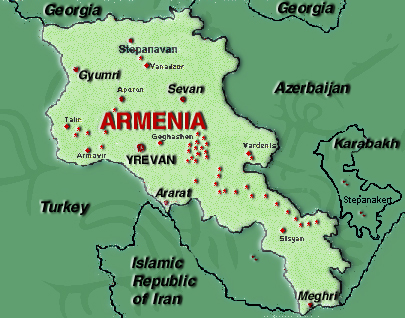 Georgia
Georgia
Stepanavan
Vanadzor
Gyumri
Aparan
Sevan
Azerbaijan
Talin
ARMENIA
Geghashen
Karabakh
Armavir
YREVAN
Vardenis
Ararat
Stepanakert
Turkey
Sisyan
Islamic
Republic
of Iran
Meghri